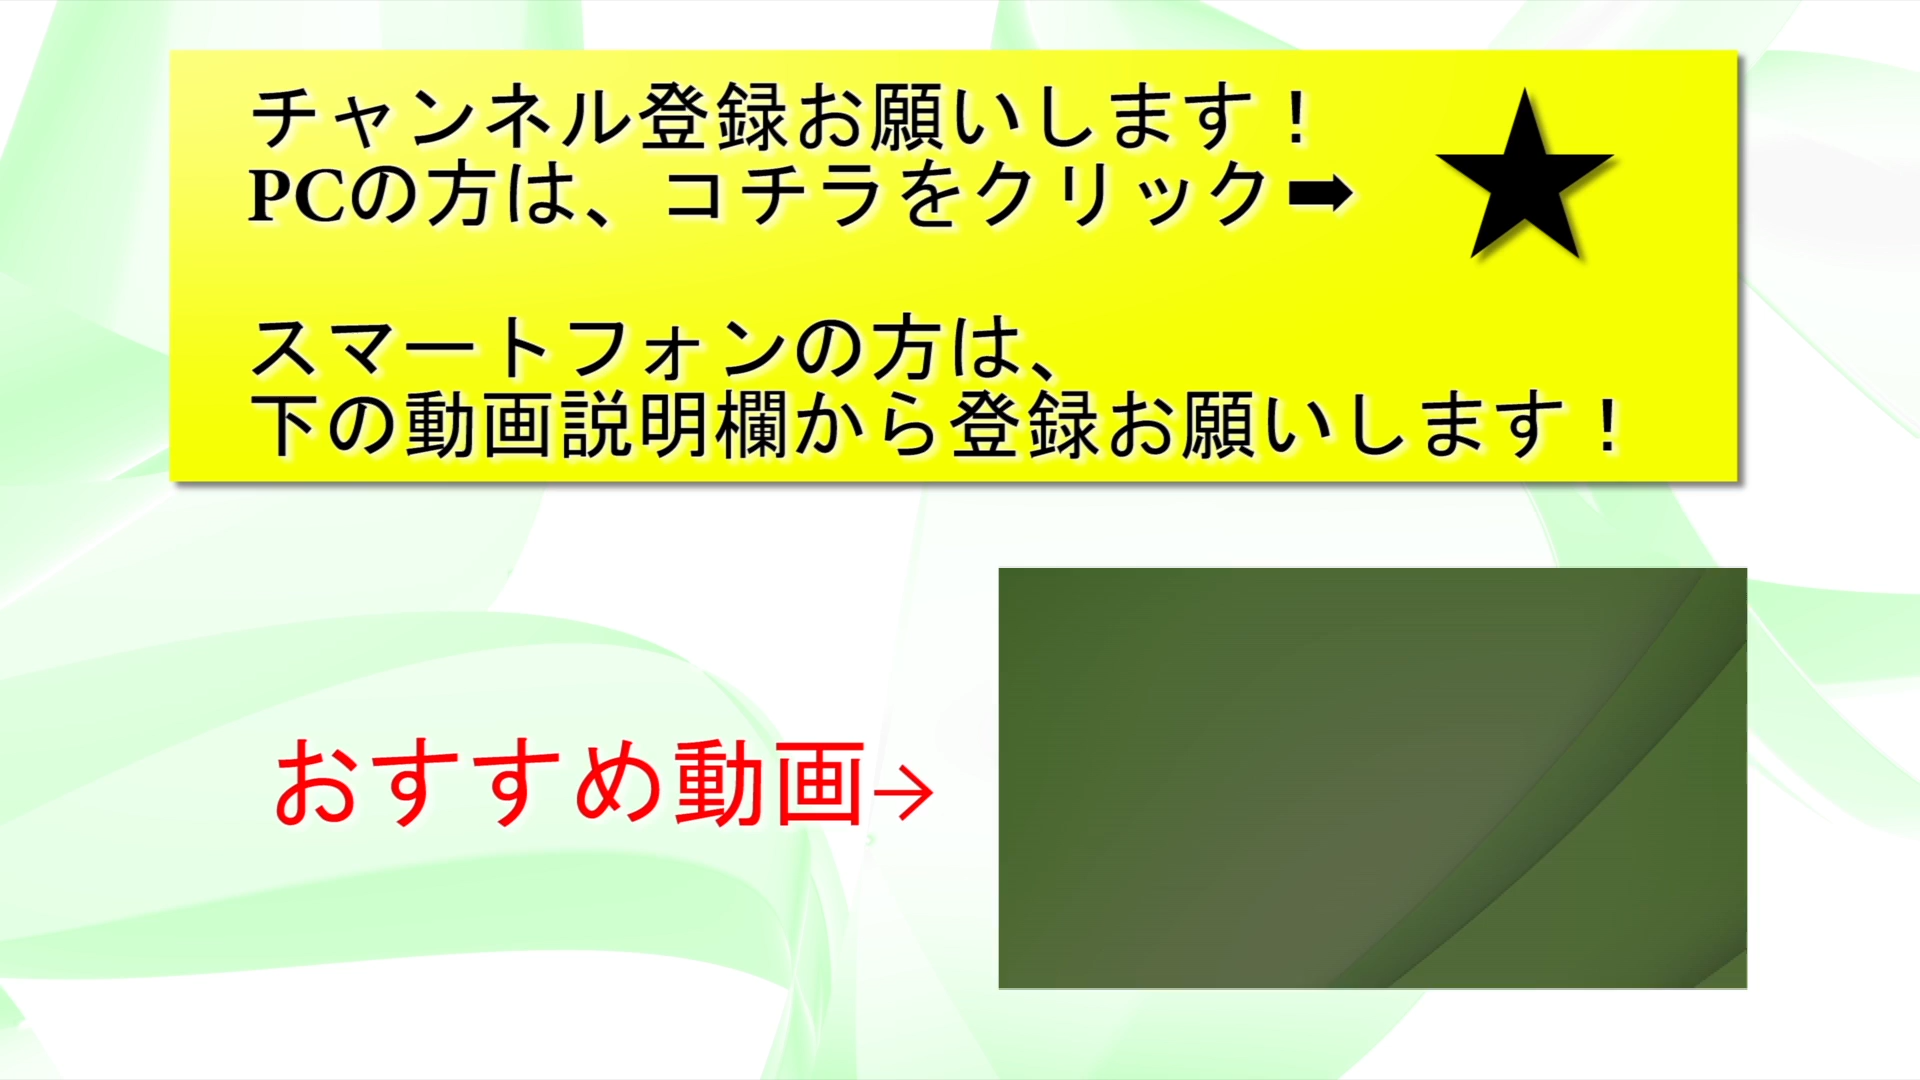 チャンネル登録お願いします！
PCの方は、コチラをクリック➡
スマートフォンの方は、
下の動画説明欄から登録お願いします！
おすすめ動画→